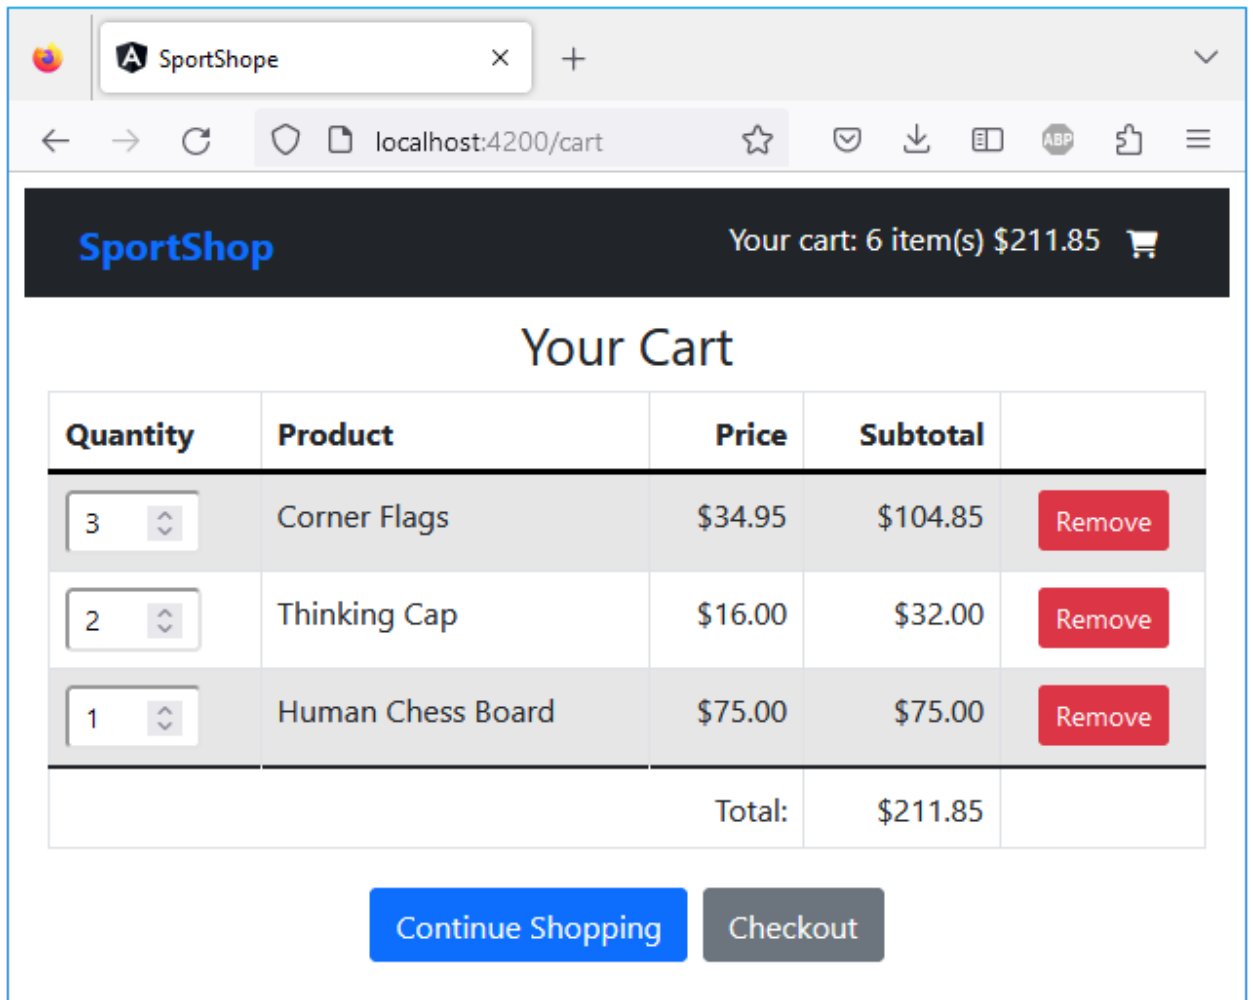 SportShope
localhost:4200/cart
ABP
SportShop
Your cart: 6 item(s) $211.85
Your Cart
Quantity Product Price Subtotal
3 Corner Flags $34.95 $104.85 Remove
2 Thinking Cap $16.00 $32.00 Remove
1 Human Chess Board $75.00 $75.00 Remove
Total: $211.85
Continue Shopping Checkout